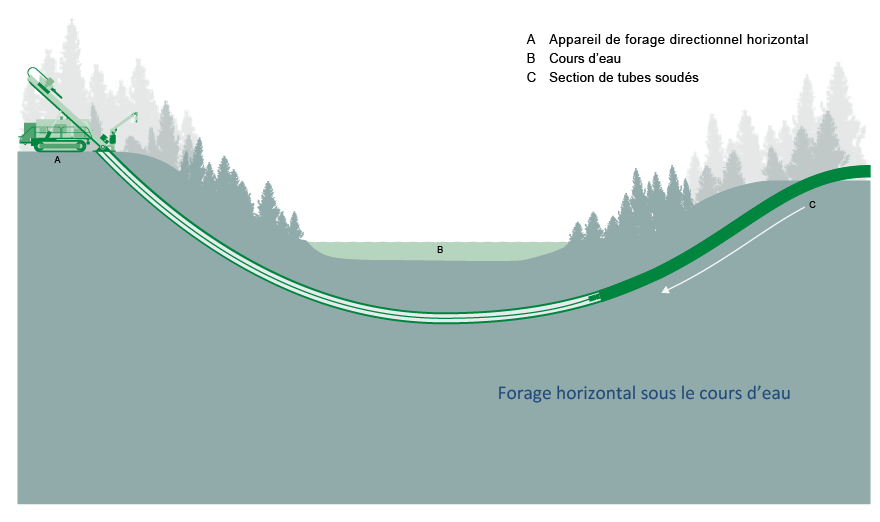 A Appareil de forage directionnel horizontal
B Cours d'eau
C Section de tubes soudés
A
C
B
Forage horizontal sous le cours d'eau